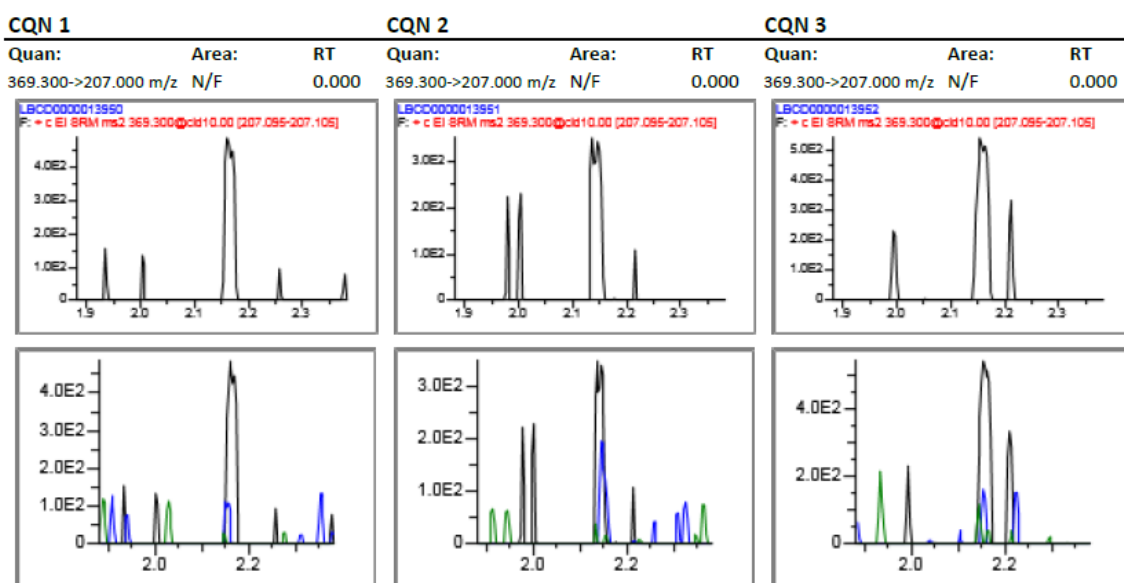 CQN 1 CQN 2 CQN 3
Quan: Area: RT Quan: Area: RT Quan: Area: RT
369.300->207.000 m/z N/F 0.000 369.300->207.000 m/z N/F 0.000 369.300->207.000 m/z N/F 0.000
LBCD0000013950 LBCD0000013951 LBCD0000013952
F: + c EI SRM ms2 369.300@cid10.00 [207.095-207.105] F: + c EI SRM ms2 369.300@cid10.00 [207.095-207.105] F: + c EI SRM ms2 369.300@cid10.00 [207.095-207.105]
4.0E2
3.0E2
2.0E2
1.0E2
0
1.9 2.0 2.1 2.2 2.3
3.0E2
2.0E2
1.0E2
0
1.9 2.0 2.1 2.2 2.3
5.0E2
4.0E2
3.0E2
2.0E2
1.0E2
0
1.9 2.0 2.1 2.2 2.3
4.0E2
3.0E2
2.0E2
1.0E2
0
2.0 2.2
3.0E2
2.0E2
1.0E2
0
2.0 2.2
4.0E2
2.0E2
0
2.0 2.2